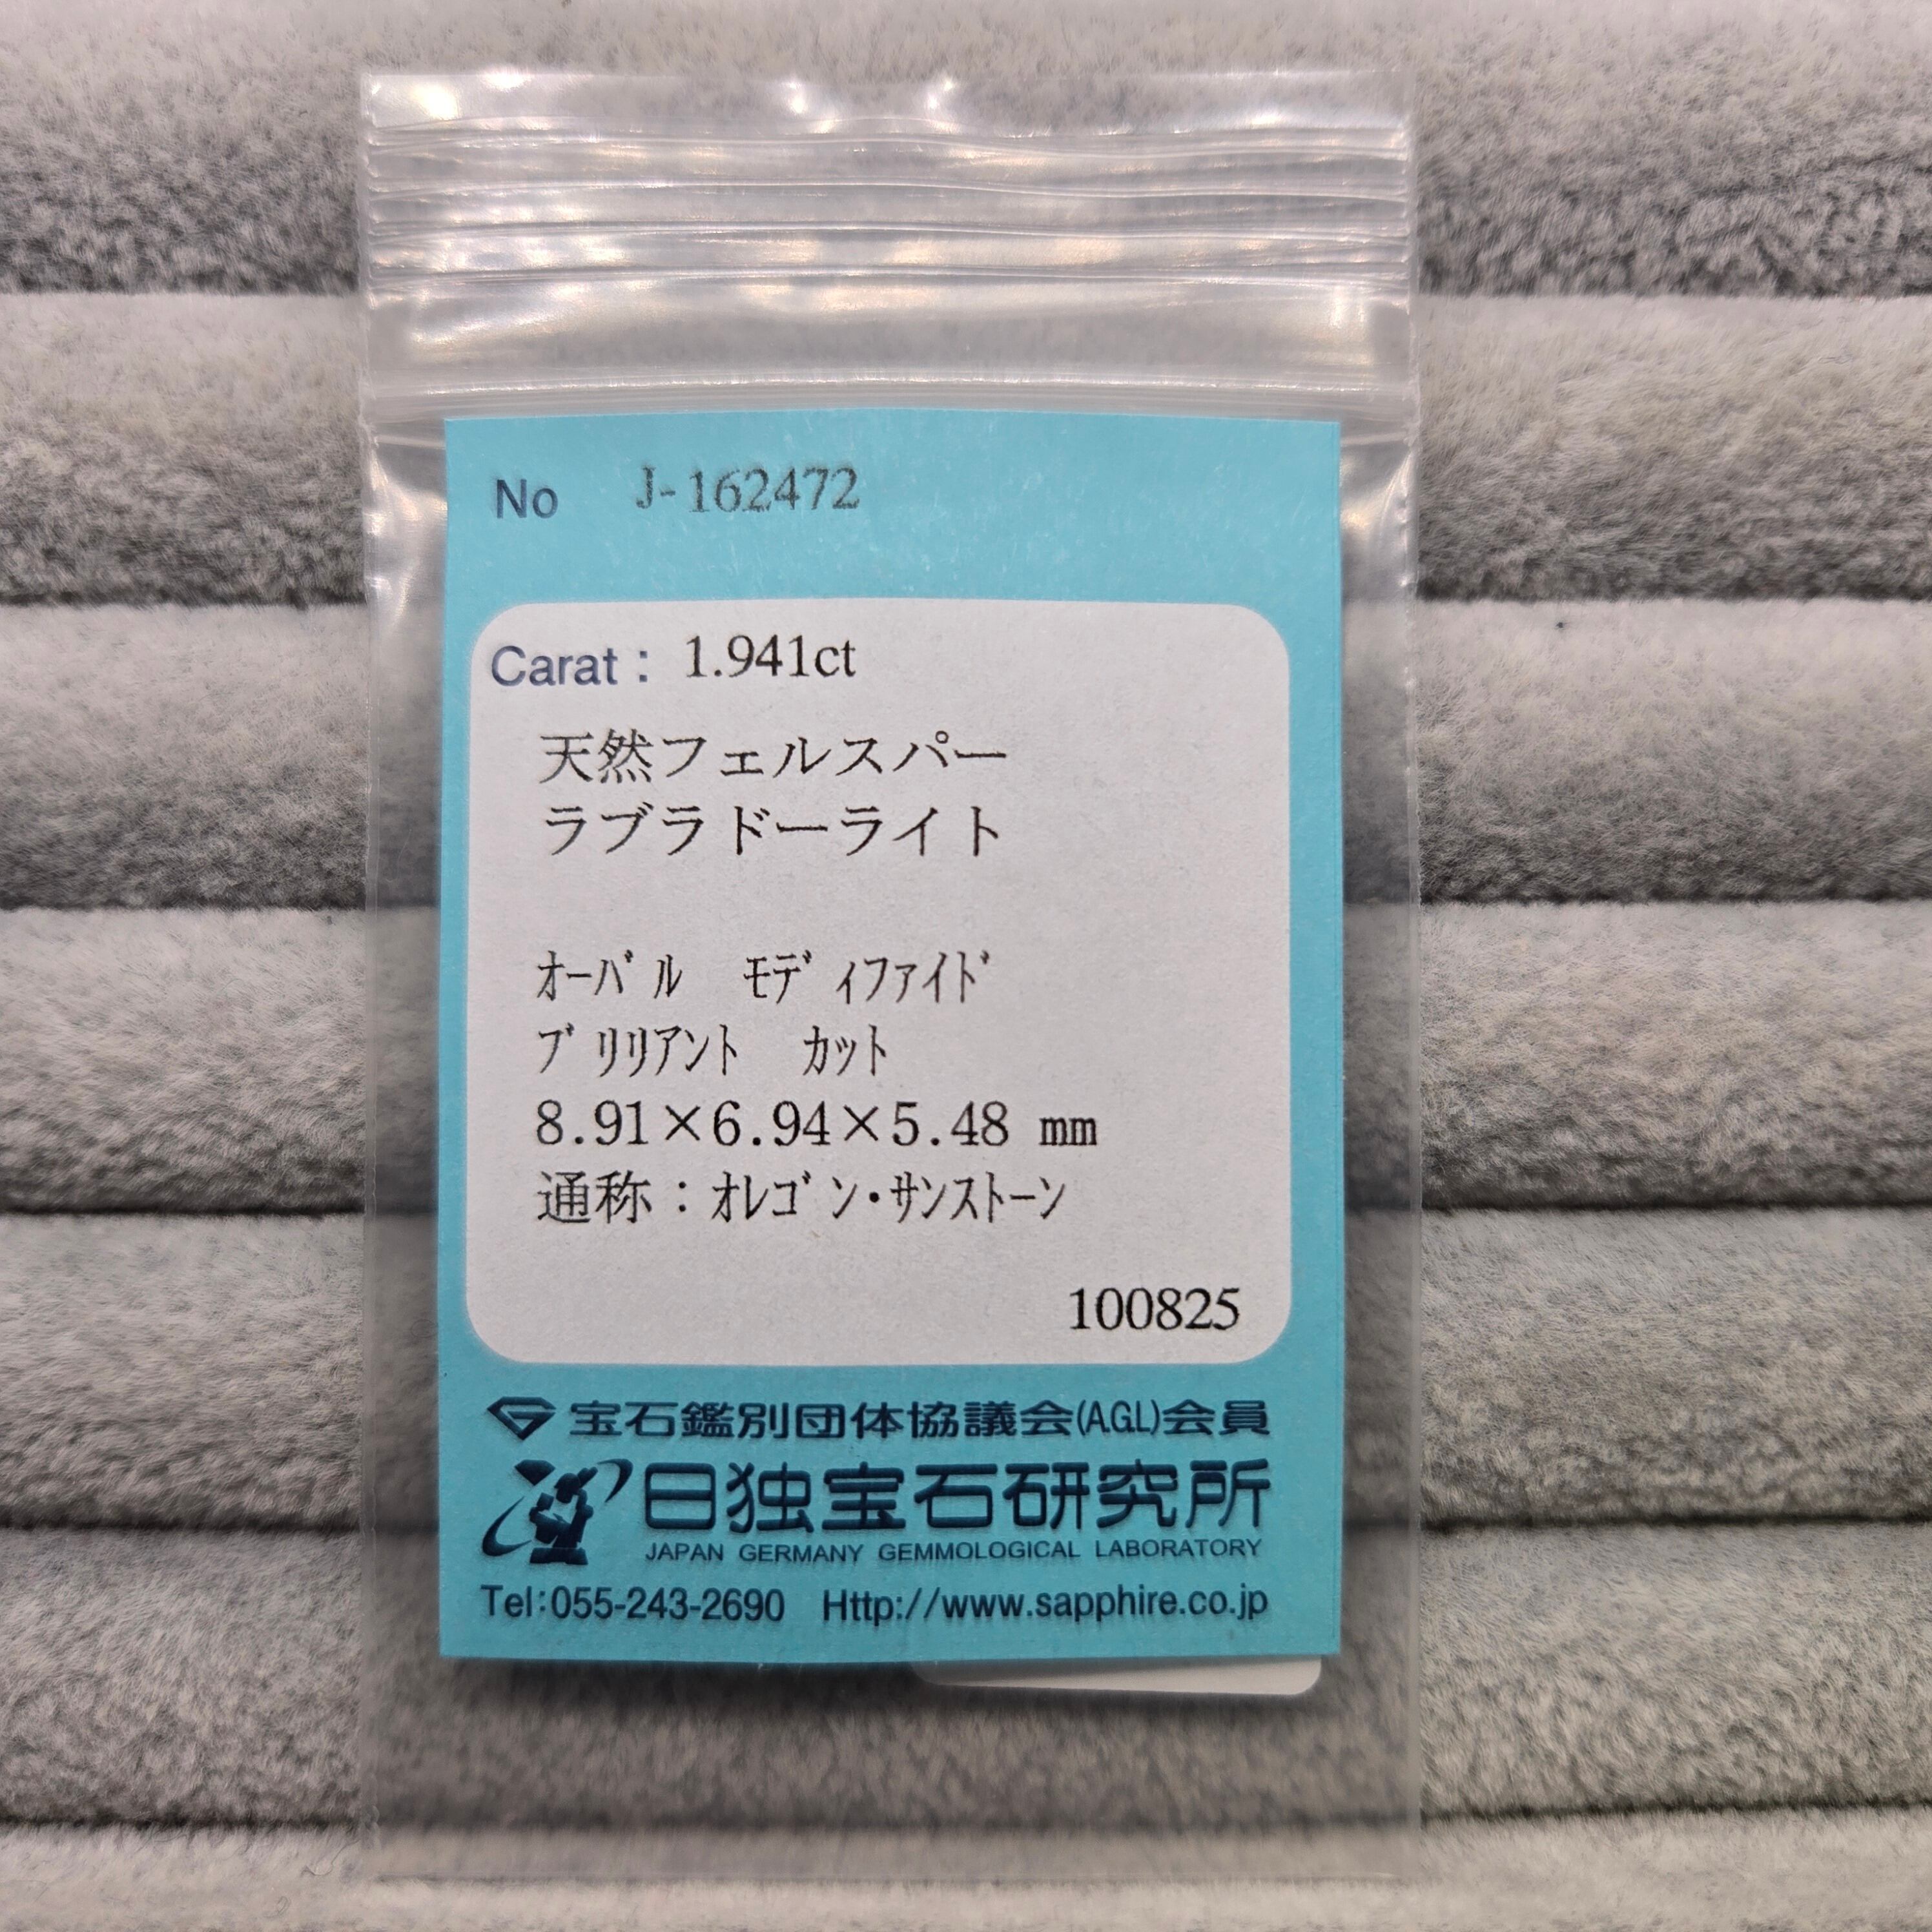 No J-162472
Carat : 1.941ct
天然フェルスパー
ラブラドーライト
ｵｰﾊﾞﾙ ﾓﾃﾞｨﾌｧｲﾄﾞ
ﾌﾞﾘﾘｱﾝﾄ ｶｯﾄ
8.91×6.94×5.48 mm
通称：ｵﾚｺﾞﾝ･ｻﾝｽﾄｰﾝ
100825
宝石鑑別団体協議会(AGL)会員
日独宝石研究所
JAPAN GERMANY GEMMOLOGICAL LABORATORY
Tel:055-243-2690 Http://www.sapphire.co.jp